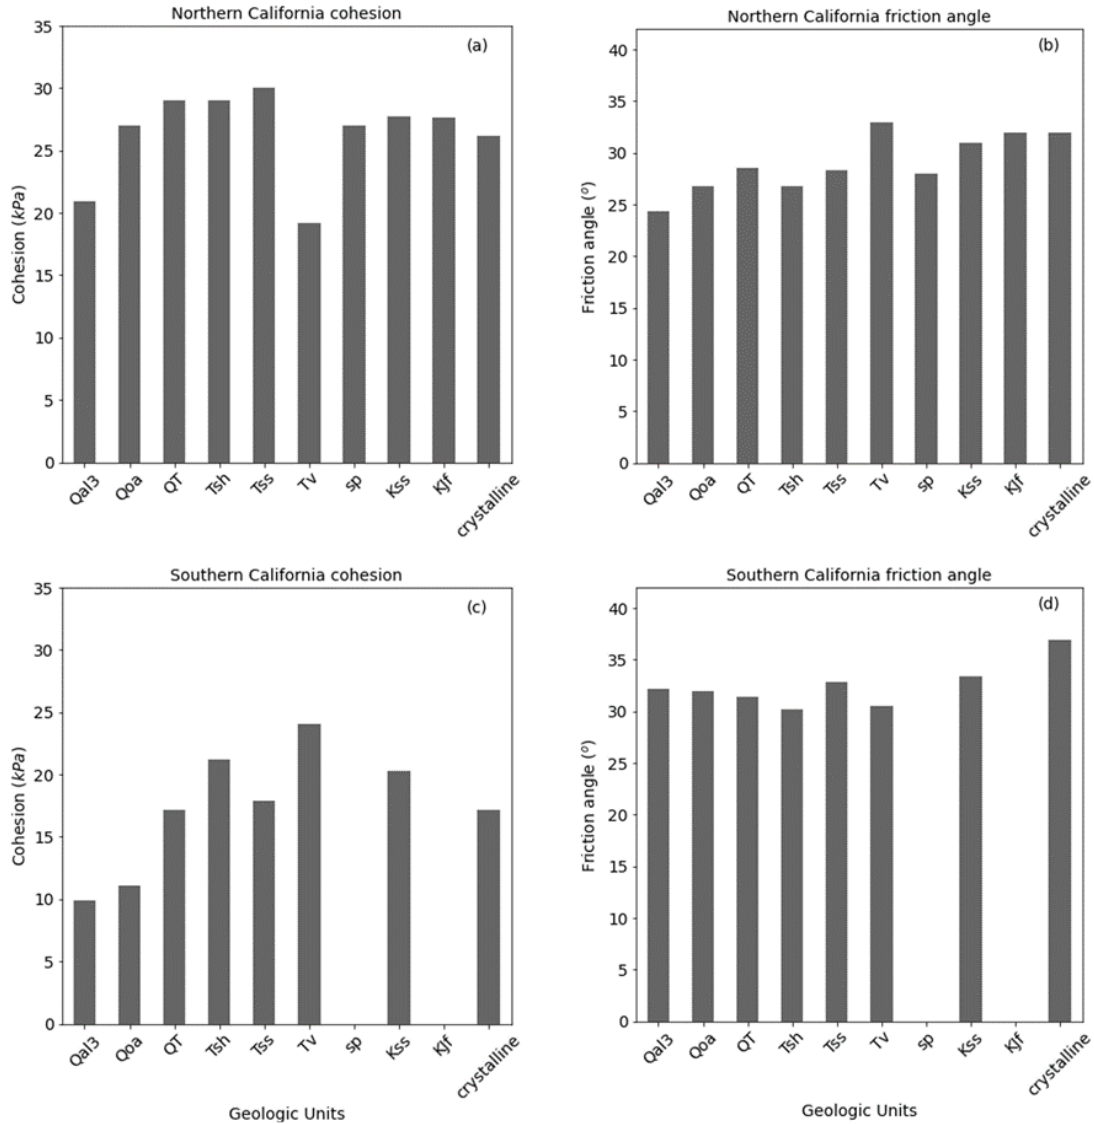 Northern California cohesion
(a)
35
30
25
20
15
10
5
0
Cohesion (kPa)
Qal3
Qoa
QT
Tsh
Tss
Tv
sp
Kss
KJf
crystalline
Northern California friction angle
(b)
40
35
30
25
20
15
10
5
0
Friction angle (°)
Qal3
Qoa
QT
Tsh
Tss
Tv
sp
Kss
KJf
crystalline
Southern California cohesion
(c)
35
30
25
20
15
10
5
0
Cohesion (kPa)
Qal3
Qoa
QT
Tsh
Tss
Tv
sp
Kss
KJf
crystalline
Geologic Units
Southern California friction angle
(d)
40
35
30
25
20
15
10
5
0
Friction angle (°)
Qal3
Qoa
QT
Tsh
Tss
Tv
sp
Kss
KJf
crystalline
Geologic Units